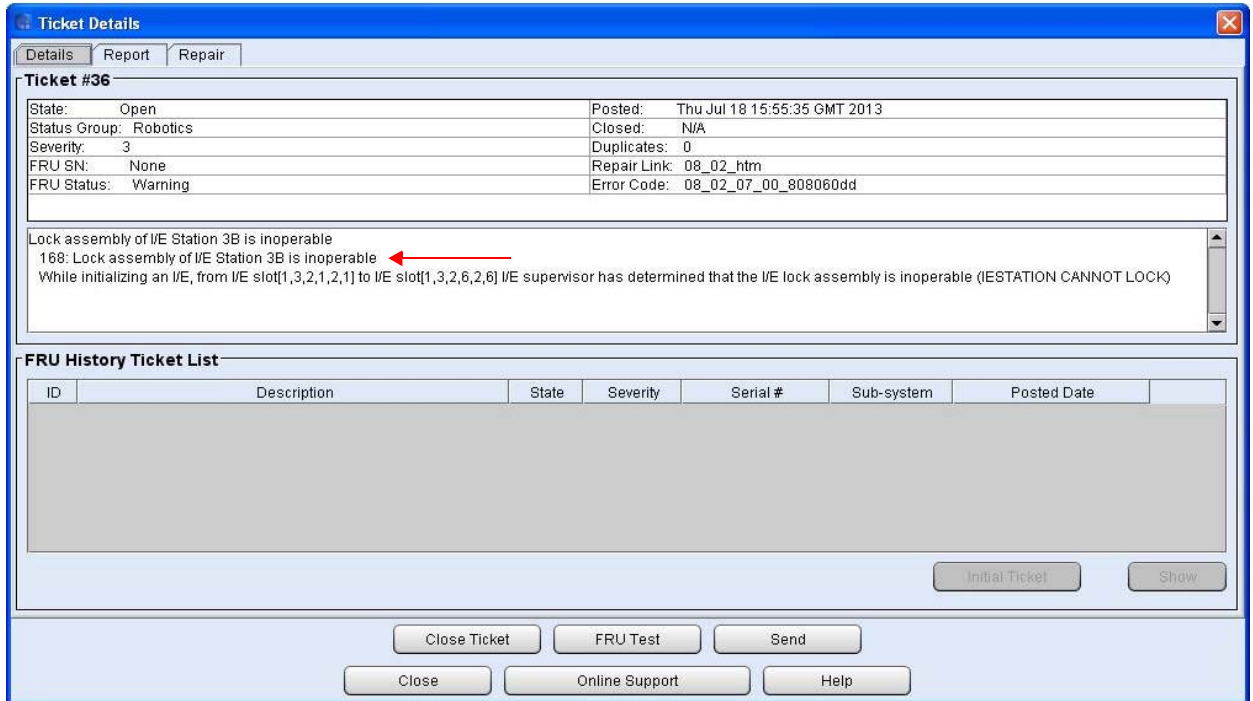 Ticket Details
Details Report Repair
Ticket #36
State: Open Posted: Thu Jul 18 15:55:35 GMT 2013
Status Group: Robotics Closed: N/A
Severity: 3 Duplicates: 0
FRU SN: None Repair Link: 08_02_htm
FRU Status: Warning Error Code: 08_02_07_00_808060dd
Lock assembly of I/E Station 3B is inoperable
168: Lock assembly of I/E Station 3B is inoperable
While initializing an I/E, from I/E slot[1,3,2,1,2,1] to I/E slot[1,3,2,6,2,6] I/E supervisor has determined that the I/E lock assembly is inoperable (IESTATION CANNOT LOCK)
FRU History Ticket List
ID Description State Severity Serial # Sub-system Posted Date
Initial Ticket Show
Close Ticket FRU Test Send
Close Online Support Help